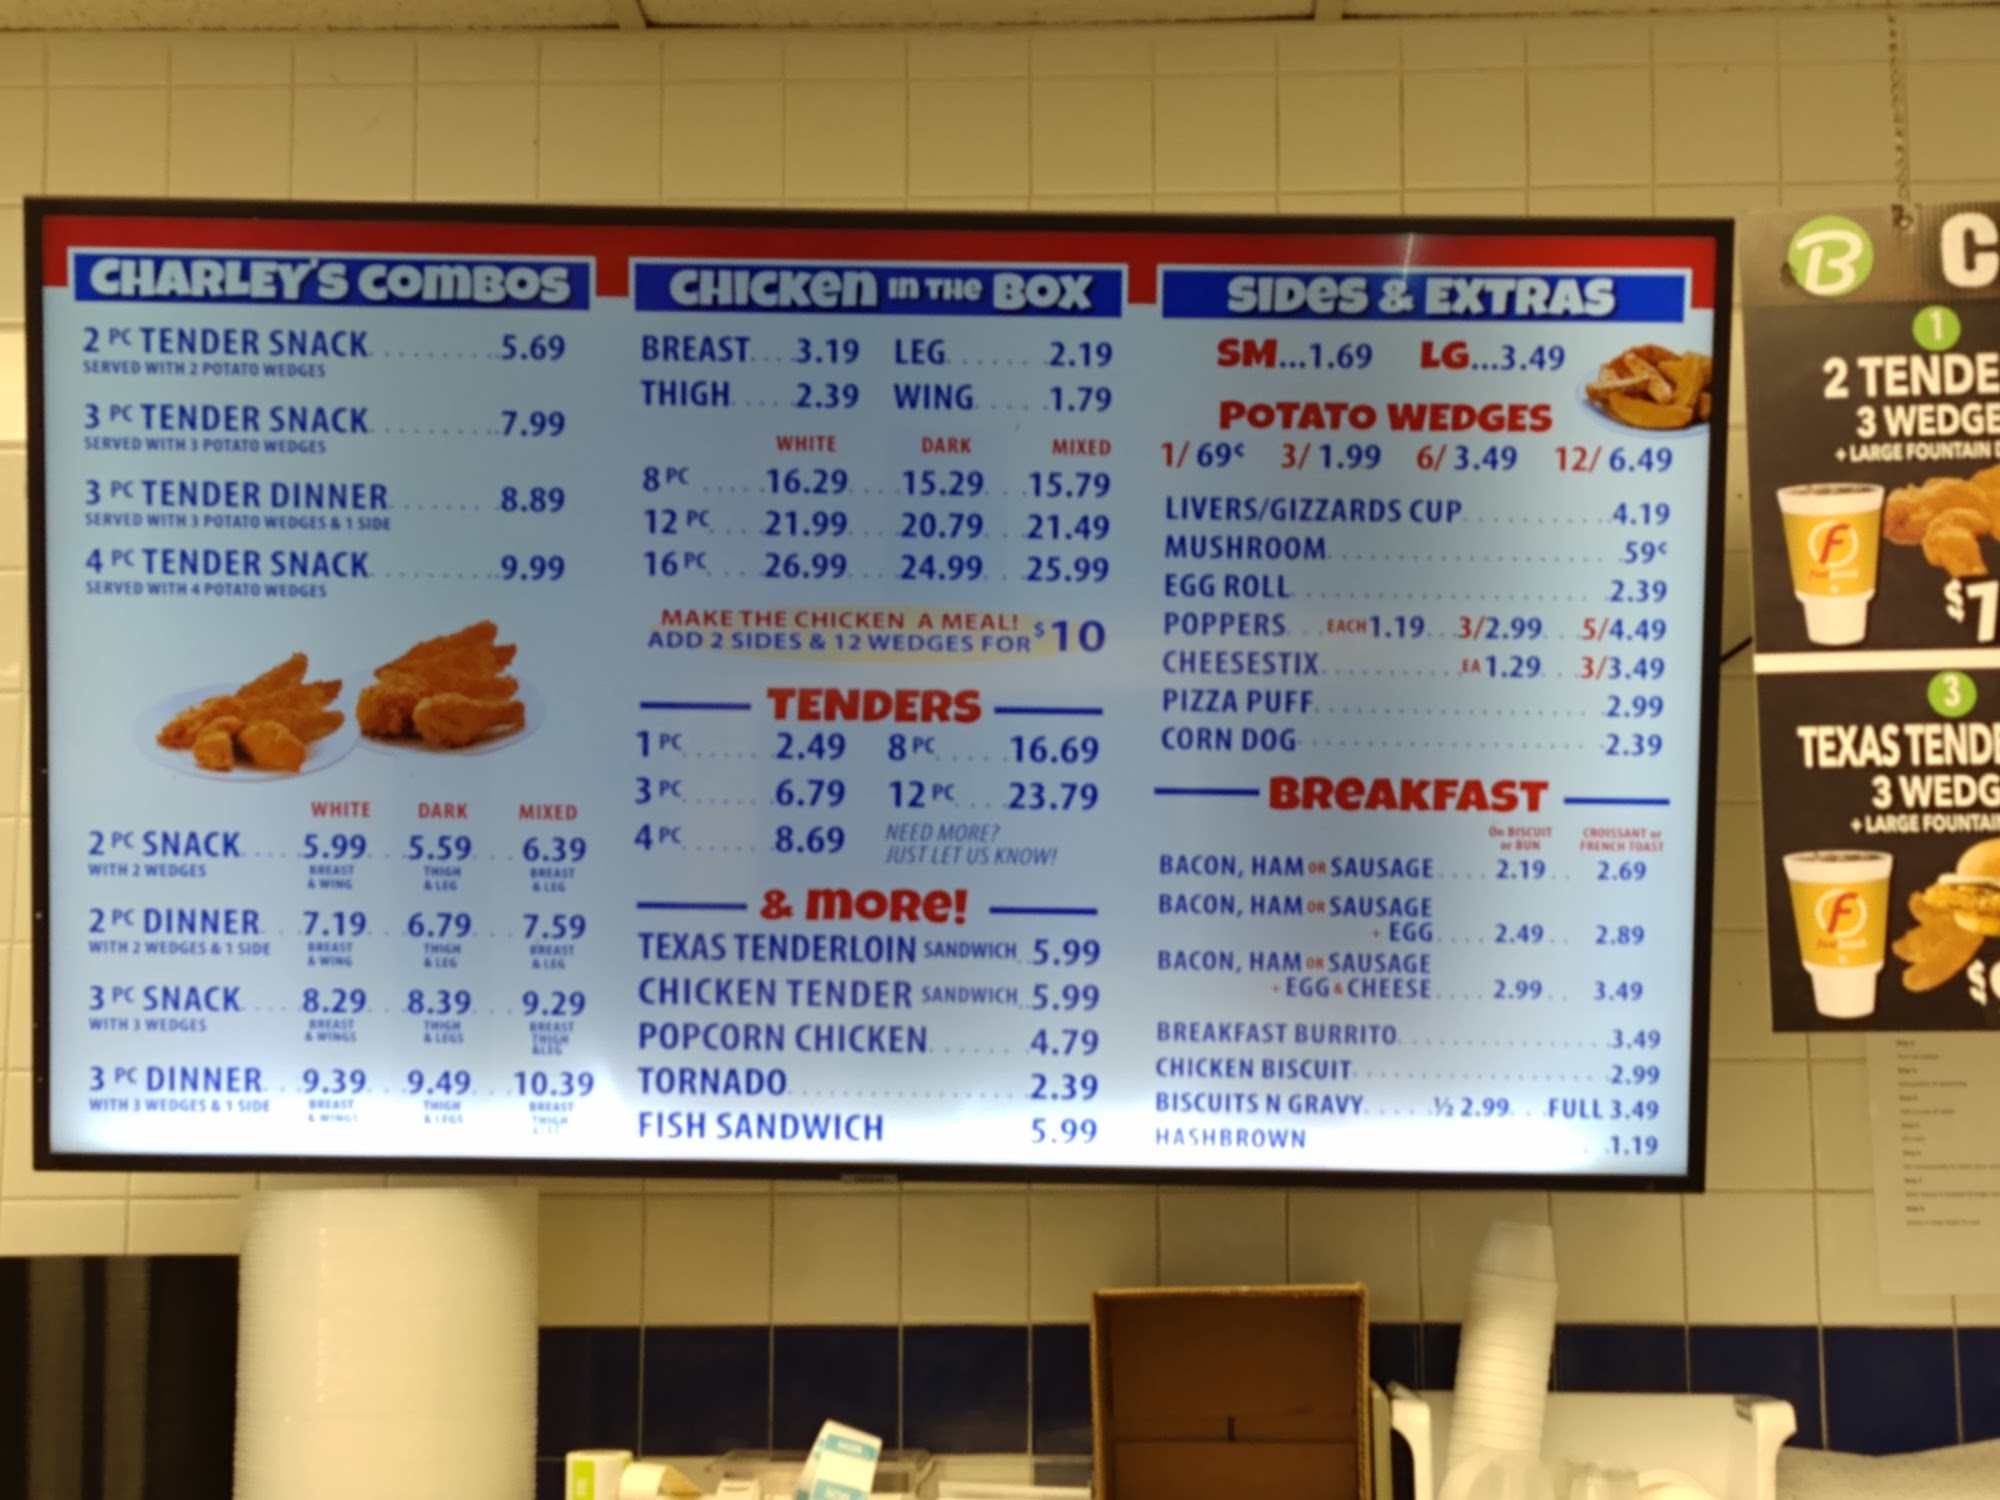 CHARLEY'S COMBOS
2 PC TENDER SNACK 5.69
SERVED WITH 2 POTATO WEDGES
3 PC TENDER SNACK 7.99
SERVED WITH 3 POTATO WEDGES
3 PC TENDER DINNER 8.89
SERVED WITH 3 POTATO WEDGES & 1 SIDE
4 PC TENDER SNACK 9.99
SERVED WITH 4 POTATO WEDGES
WHITE DARK MIXED
2 PC SNACK 5.99 5.59 6.39
WITH 2 WEDGES BREAST & WING THIGH & LEG BREAST & LEG
2 PC DINNER 7.19 6.79 7.59
WITH 2 WEDGES & 1 SIDE BREAST & WING THIGH & LEG BREAST & LEG
3 PC SNACK 8.29 8.39 9.29
WITH 3 WEDGES BREAST & WINGS THIGH & LEGS BREAST THIGH & LEG
3 PC DINNER 9.39 9.49 10.39
WITH 3 WEDGES & 1 SIDE BREAST & WINGS THIGH & LEGS BREAST THIGH
CHICKEN IN THE BOX
BREAST 3.19 LEG 2.19
THIGH 2.39 WING 1.79
WHITE DARK MIXED
8 PC 16.29 15.29 15.79
12 PC 21.99 20.79 21.49
16 PC 26.99 24.99 25.99
MAKE THE CHICKEN A MEAL!
ADD 2 SIDES & 12 WEDGES FOR $10
TENDERS
1 PC 2.49 8 PC 16.69
3 PC 6.79 12 PC 23.79
4 PC 8.69 NEED MORE?
JUST LET US KNOW!
& MORE!
TEXAS TENDERLOIN SANDWICH 5.99
CHICKEN TENDER SANDWICH 5.99
POPCORN CHICKEN 4.79
TORNADO 2.39
FISH SANDWICH 5.99
SIDES & EXTRAS
SM...1.69 LG...3.49
POTATO WEDGES
1/ 69¢ 3/ 1.99 6/ 3.49 12/ 6.49
LIVERS/GIZZARDS CUP 4.19
MUSHROOM 59¢
EGG ROLL 2.39
POPPERS EACH 1.19 3/2.99 5/4.49
CHEESESTIX EA 1.29 3/3.49
PIZZA PUFF 2.99
CORN DOG 2.39
BREAKFAST
On BISCUIT or BUN CROISSANT or FRENCH TOAST
BACON, HAM OR SAUSAGE 2.19 2.69
BACON, HAM OR SAUSAGE
+ EGG 2.49 2.89
BACON, HAM OR SAUSAGE
+ EGG & CHEESE 2.99 3.49
BREAKFAST BURRITO 3.49
CHICKEN BISCUIT 2.99
BISCUITS N GRAVY ½ 2.99 FULL 3.49
HASHBROWN 1.19
B C
1
2 TENDE
3 WEDGE
+ LARGE FOUNTAIN D
$7
3
TEXAS TEND
3 WEDG
+ LARGE FOUNTAIN